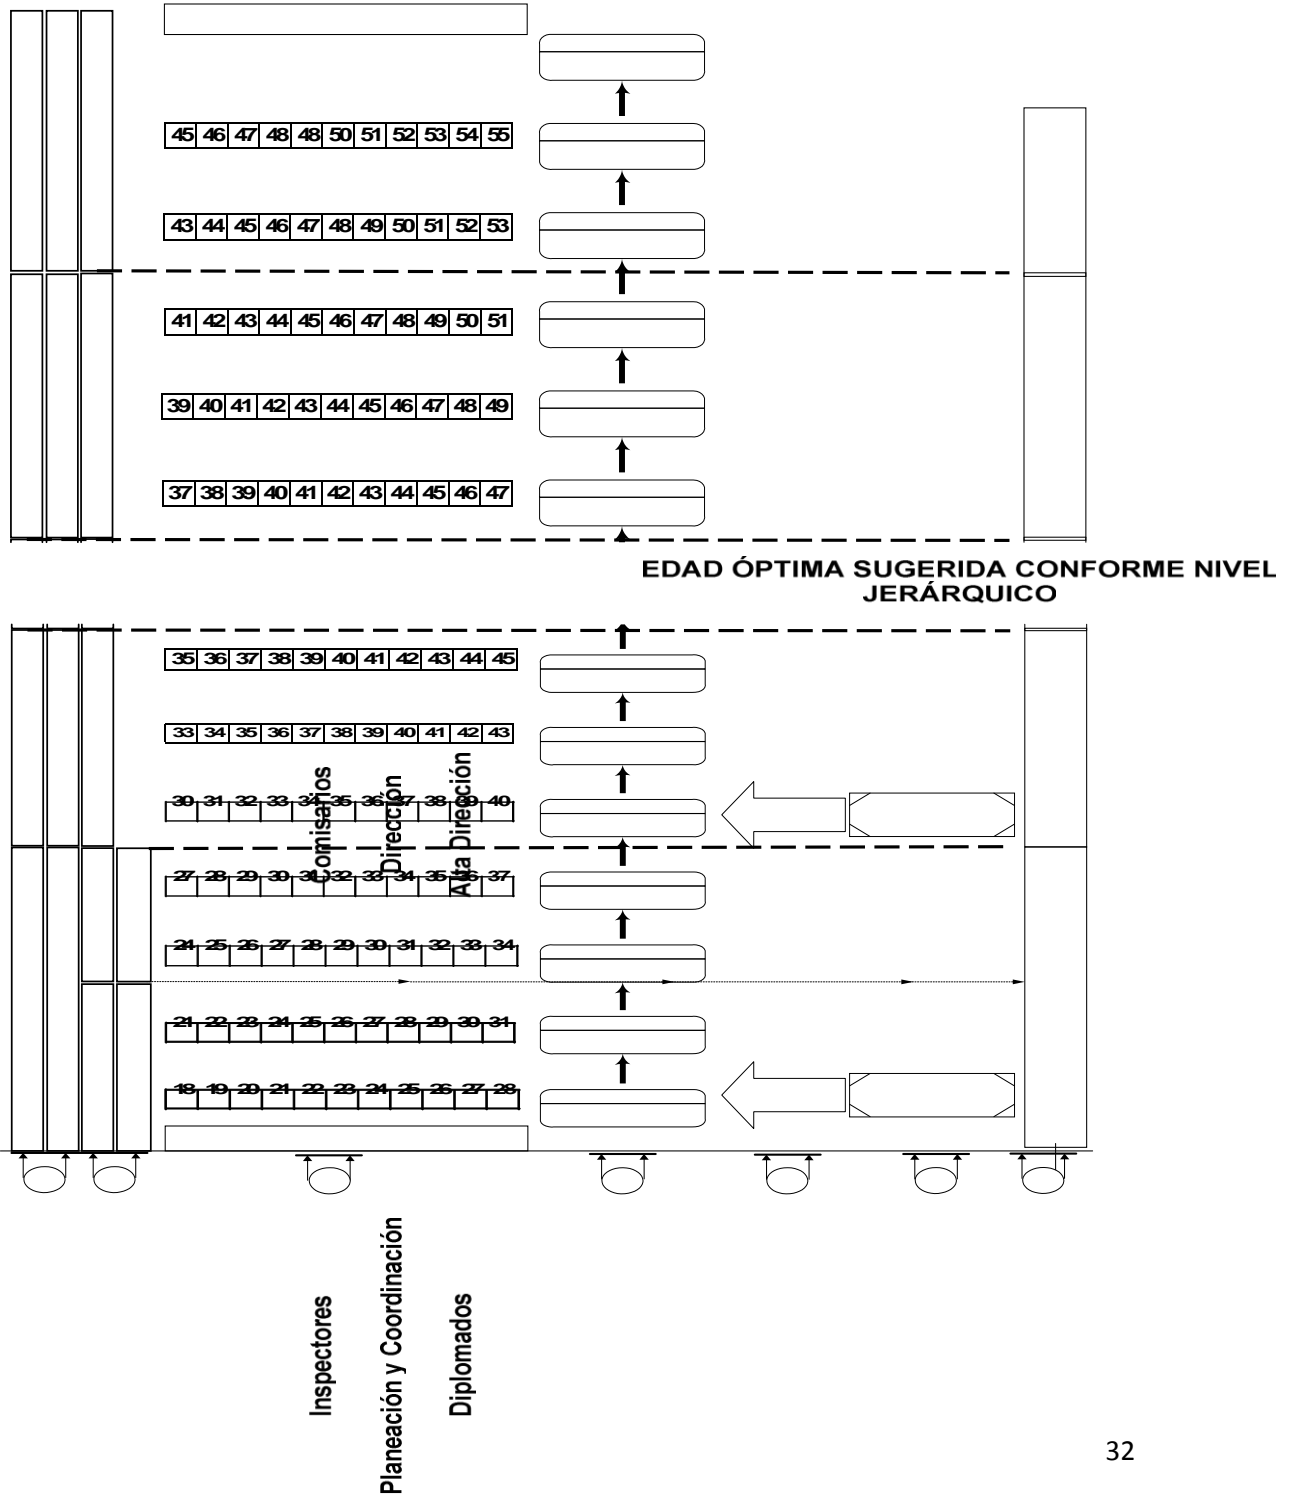 45 46 47 48 48 50 51 52 53 54 55
43 44 45 46 47 48 49 50 51 52 53
41 42 43 44 45 46 47 48 49 50 51
39 40 41 42 43 44 45 46 47 48 49
37 38 39 40 41 42 43 44 45 46 47
EDAD ÓPTIMA SUGERIDA CONFORME NIVEL
JERÁRQUICO
35 36 37 38 39 40 41 42 43 44 45
33 34 35 36 37 38 39 40 41 42 43
30 31 32 33 34 35 36 37 38 39 40
27 28 29 30 31 32 33 34 35 36 37
24 25 26 27 28 29 30 31 32 33 34
21 22 23 24 25 26 27 28 29 30 31
18 19 20 21 22 23 24 25 26 27 28
Comisarios
Dirección
Alta Dirección
Inspectores
Planeación y Coordinación
Diplomados
32